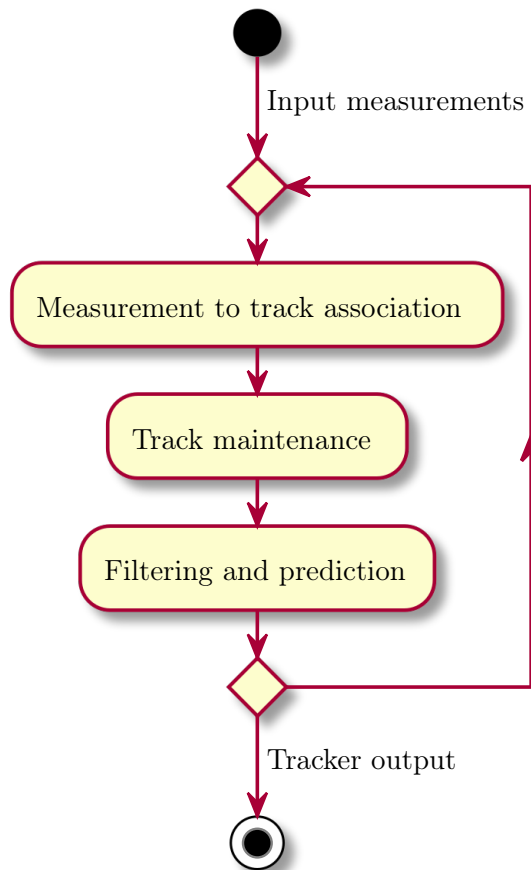 Input measurements
Measurement to track association
Track maintenance
Filtering and prediction
Tracker output